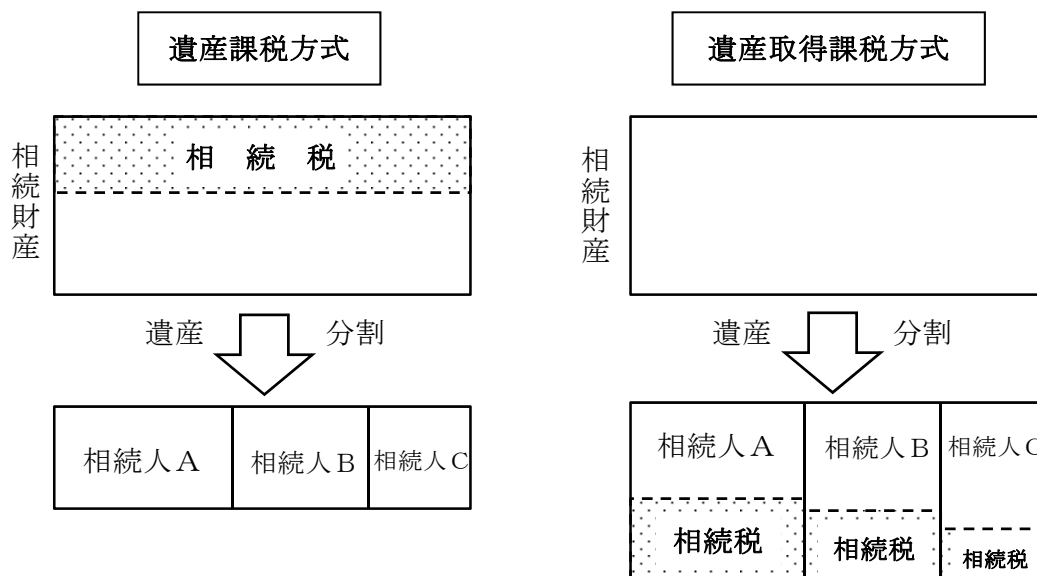 遺産課税方式
相続財産
相続税
遺産 分割
相続人A 相続人B 相続人C
遺産取得課税方式
相続財産
遺産 分割
相続人A 相続人B 相続人C
相続税 相続税 相続税